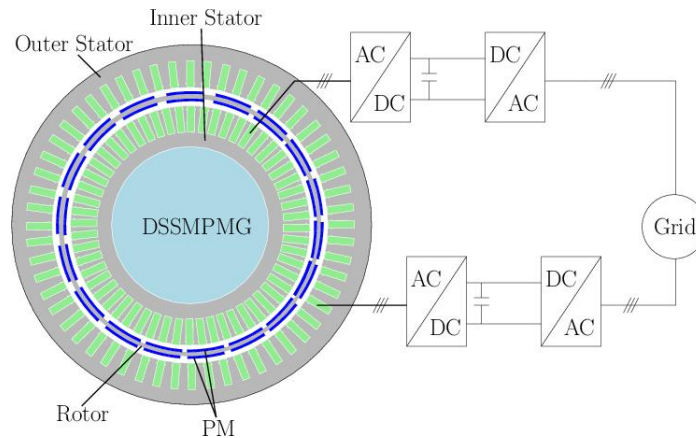 Inner Stator
Outer Stator
AC
DC
DC
AC
DSSMPMG
Grid
AC
DC
DC
AC
Rotor
PM